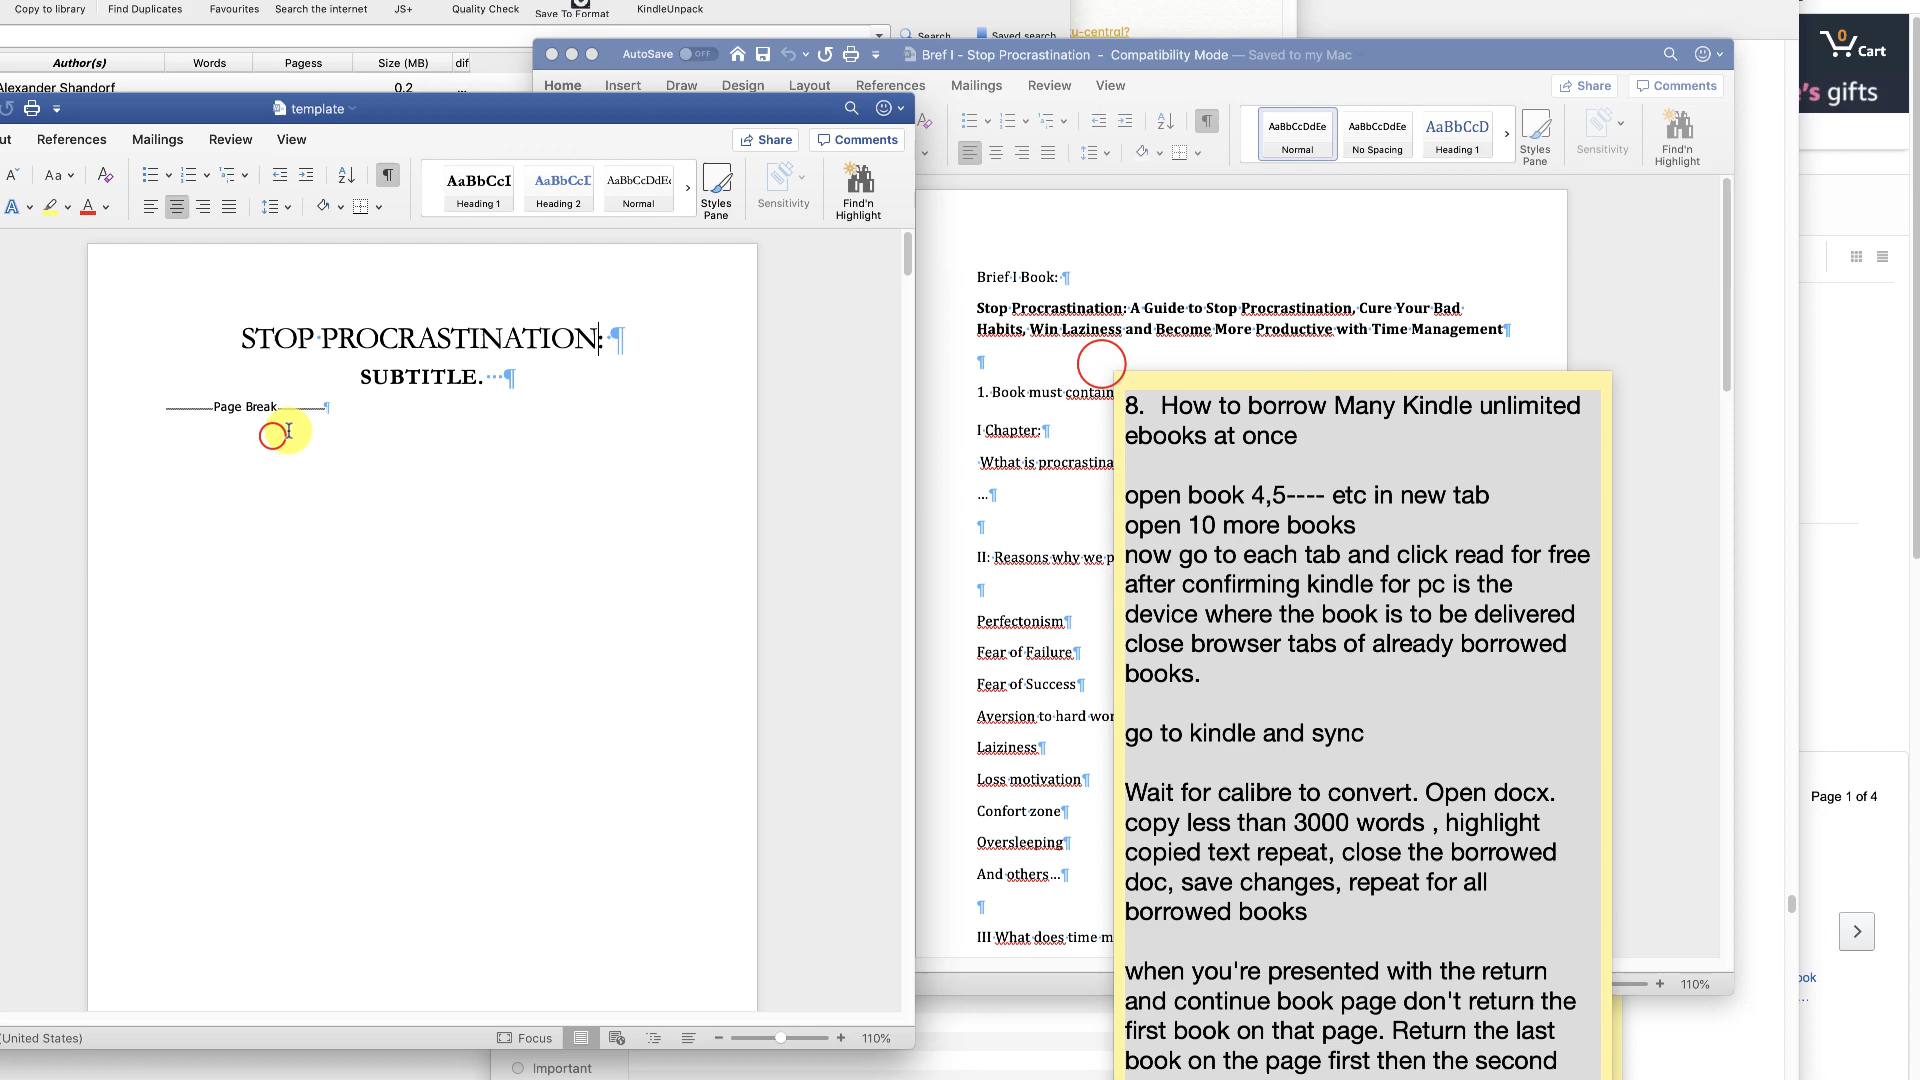 Copy to library Find Duplicates Favourites Search the internet JS+ Quality Check Save To Format KindleUnpack
Search Saved search u-central?
Author(s) Words Pagess Size (MB) dif
Alexander Shandorf 0.2 ...
AutoSave OFF Bref I - Stop Procrastination - Compatibility Mode — Saved to my Mac
Home Insert Draw Design Layout References Mailings Review View Share Comments
AaBbCcDdEe AaBbCcDdEe AaBbCcD
Normal No Spacing Heading 1 Styles Pane Sensitivity Find'n Highlight
0 Cart
's gifts
template
ut References Mailings Review View Share Comments
AaBbCcI AaBbCcI AaBbCcDdEe
Heading 1 Heading 2 Normal Styles Pane Sensitivity Find'n Highlight
STOP PROCRASTINATION: ¶
SUBTITLE. ¶
Page Break ¶
Brief I Book: ¶
Stop Procrastination: A Guide to Stop Procrastination, Cure Your Bad
Habits, Win Laziness and Become More Productive with Time Management¶
¶
1. Book must contain
I Chapter:¶
Wthat is procrastina
...¶
¶
II: Reasons why we p
¶
Perfectonism¶
Fear of Failure¶
Fear of Success¶
Aversion to hard wor
Laiziness¶
Loss motivation¶
Confort zone¶
Oversleeping¶
And others...¶
¶
III What does time m
8. How to borrow Many Kindle unlimited
ebooks at once
open book 4,5---- etc in new tab
open 10 more books
now go to each tab and click read for free
after confirming kindle for pc is the
device where the book is to be delivered
close browser tabs of already borrowed
books.
go to kindle and sync
Wait for calibre to convert. Open docx.
copy less than 3000 words , highlight
copied text repeat, close the borrowed
doc, save changes, repeat for all
borrowed books
when you're presented with the return
and continue book page don't return the
first book on that page. Return the last
book on the page first then the second
Page 1 of 4
ook
...
110%
(United States) Focus 110%
Important